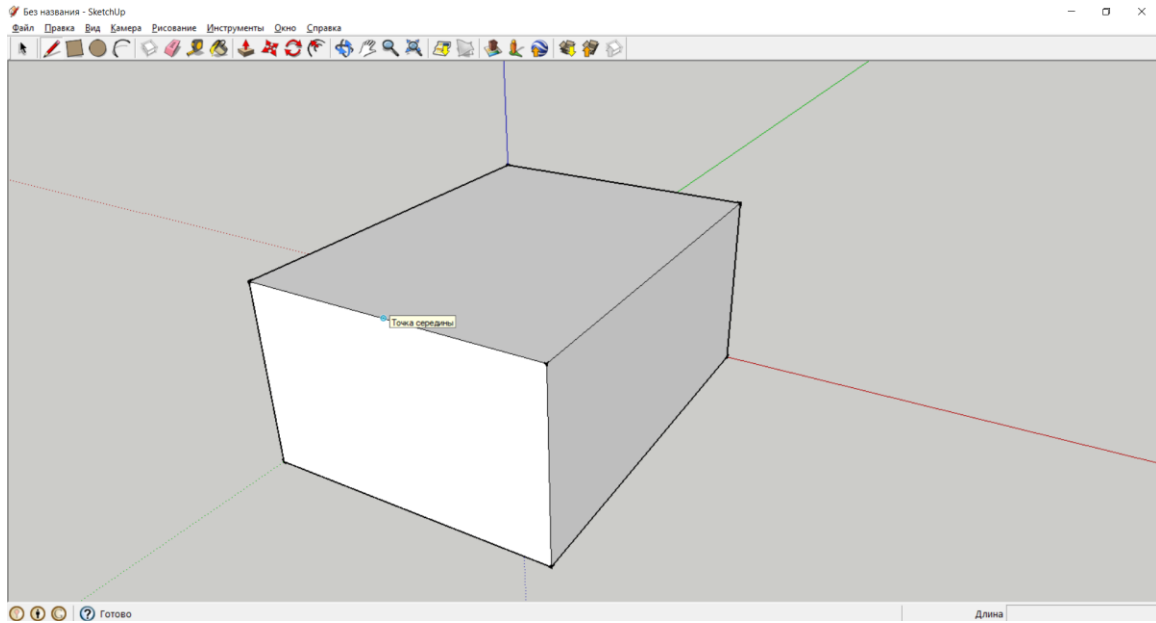 Без названия - SketchUp
Файл Правка Вид Камера Рисование Инструменты Окно Справка
Точка середины
Готово
Длина